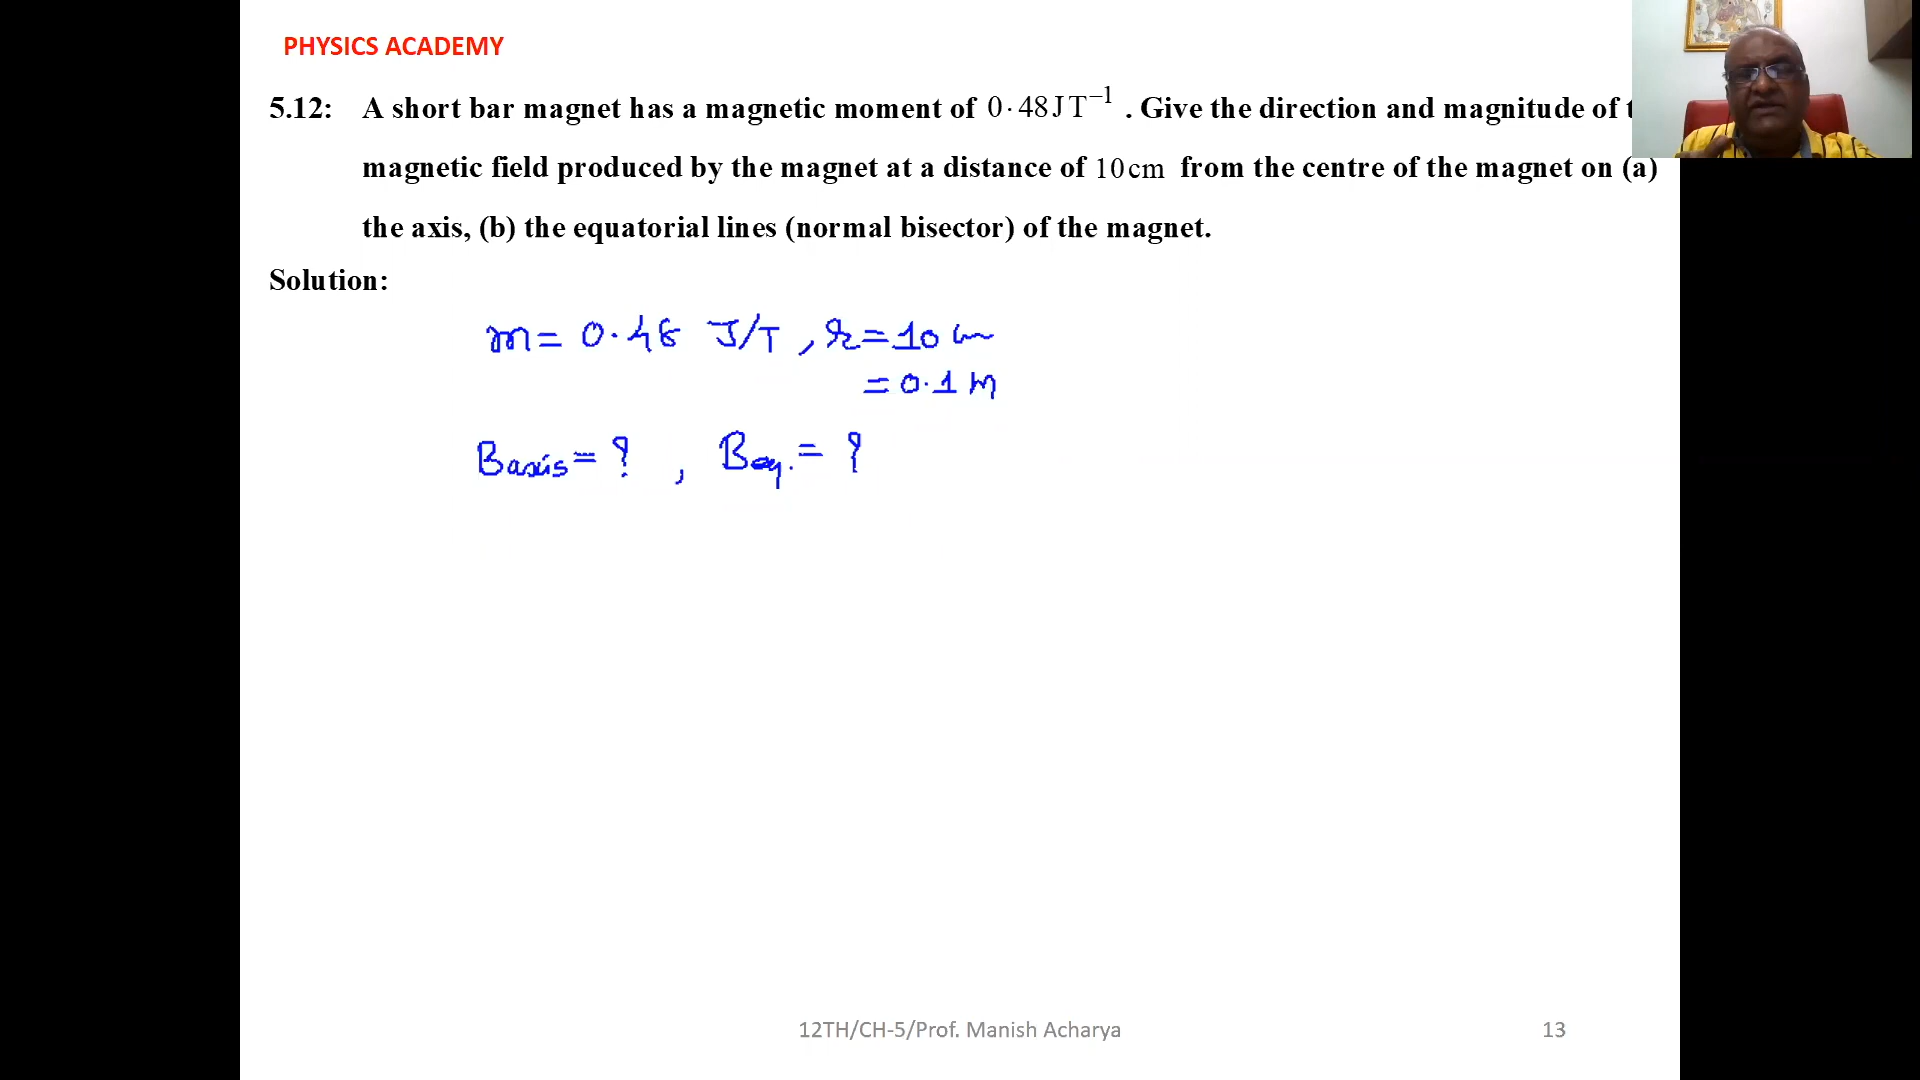 PHYSICS ACADEMY
5.12: A short bar magnet has a magnetic moment of 0·48JT⁻¹. Give the direction and magnitude of
magnetic field produced by the magnet at a distance of 10cm from the centre of the magnet on (a)
the axis, (b) the equatorial lines (normal bisector) of the magnet.
Solution:
m = 0.48 J/T, r = 10 cm
= 0.1 m
Baxis = ?, Beq. = ?
12TH/CH-5/Prof. Manish Acharya
13